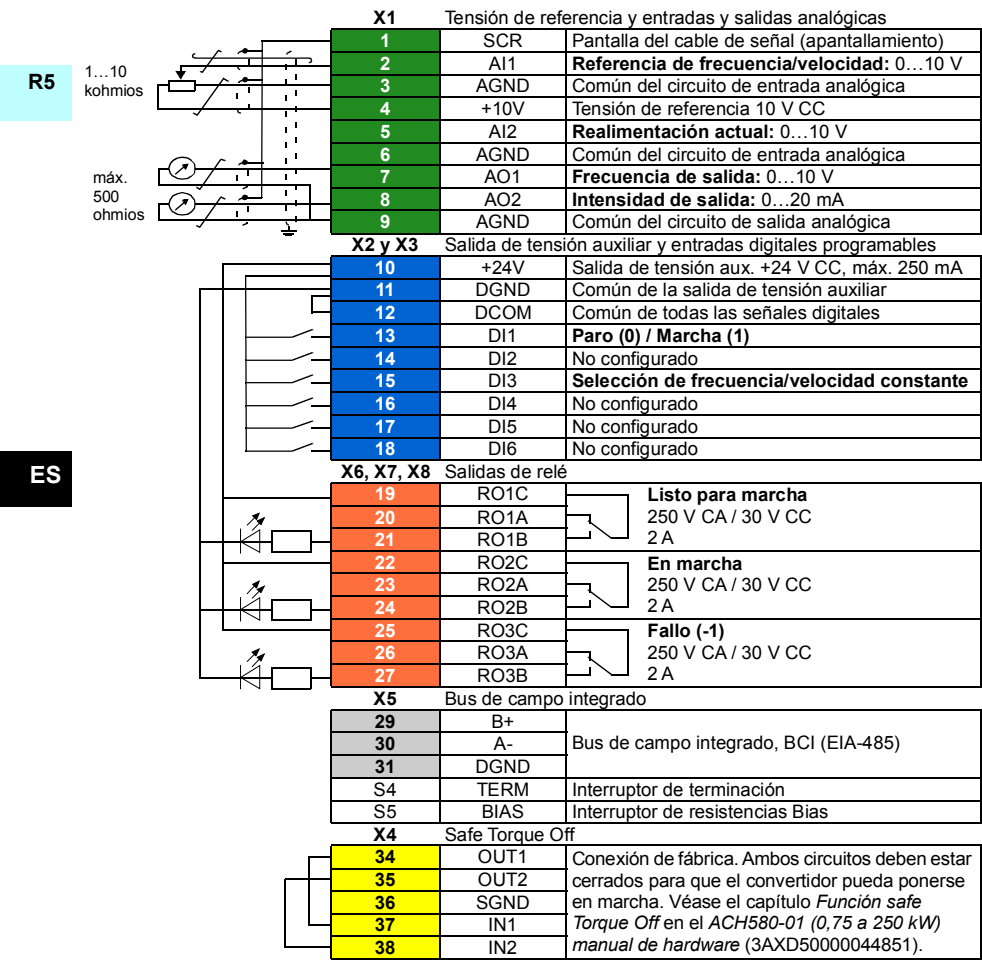 X1 Tensión de referencia y entradas y salidas analógicas
1 SCR Pantalla del cable de señal (apantallamiento)
2 AI1 Referencia de frecuencia/velocidad: 0…10 V
3 AGND Común del circuito de entrada analógica
4 +10V Tensión de referencia 10 V CC
5 AI2 Realimentación actual: 0…10 V
6 AGND Común del circuito de entrada analógica
7 AO1 Frecuencia de salida: 0…10 V
8 AO2 Intensidad de salida: 0…20 mA
9 AGND Común del circuito de salida analógica
R5
1…10
kohmios
máx.
500
ohmios
X2 y X3 Salida de tensión auxiliar y entradas digitales programables
10 +24V Salida de tensión aux. +24 V CC, máx. 250 mA
11 DGND Común de la salida de tensión auxiliar
12 DCOM Común de todas las señales digitales
13 DI1 Paro (0) / Marcha (1)
14 DI2 No configurado
15 DI3 Selección de frecuencia/velocidad constante
16 DI4 No configurado
17 DI5 No configurado
18 DI6 No configurado
ES
X6, X7, X8 Salidas de relé
19 RO1C Listo para marcha
20 RO1A 250 V CA / 30 V CC
21 RO1B 2 A
22 RO2C En marcha
23 RO2A 250 V CA / 30 V CC
24 RO2B 2 A
25 RO3C Fallo (-1)
26 RO3A 250 V CA / 30 V CC
27 RO3B 2 A
X5 Bus de campo integrado
29 B+
30 A- Bus de campo integrado, BCI (EIA-485)
31 DGND
S4 TERM Interruptor de terminación
S5 BIAS Interruptor de resistencias Bias
X4 Safe Torque Off
34 OUT1 Conexión de fábrica. Ambos circuitos deben estar
35 OUT2 cerrados para que el convertidor pueda ponerse
36 SGND en marcha. Véase el capítulo Función safe
37 IN1 Torque Off en el ACH580-01 (0,75 a 250 kW)
38 IN2 manual de hardware (3AXD50000044851).